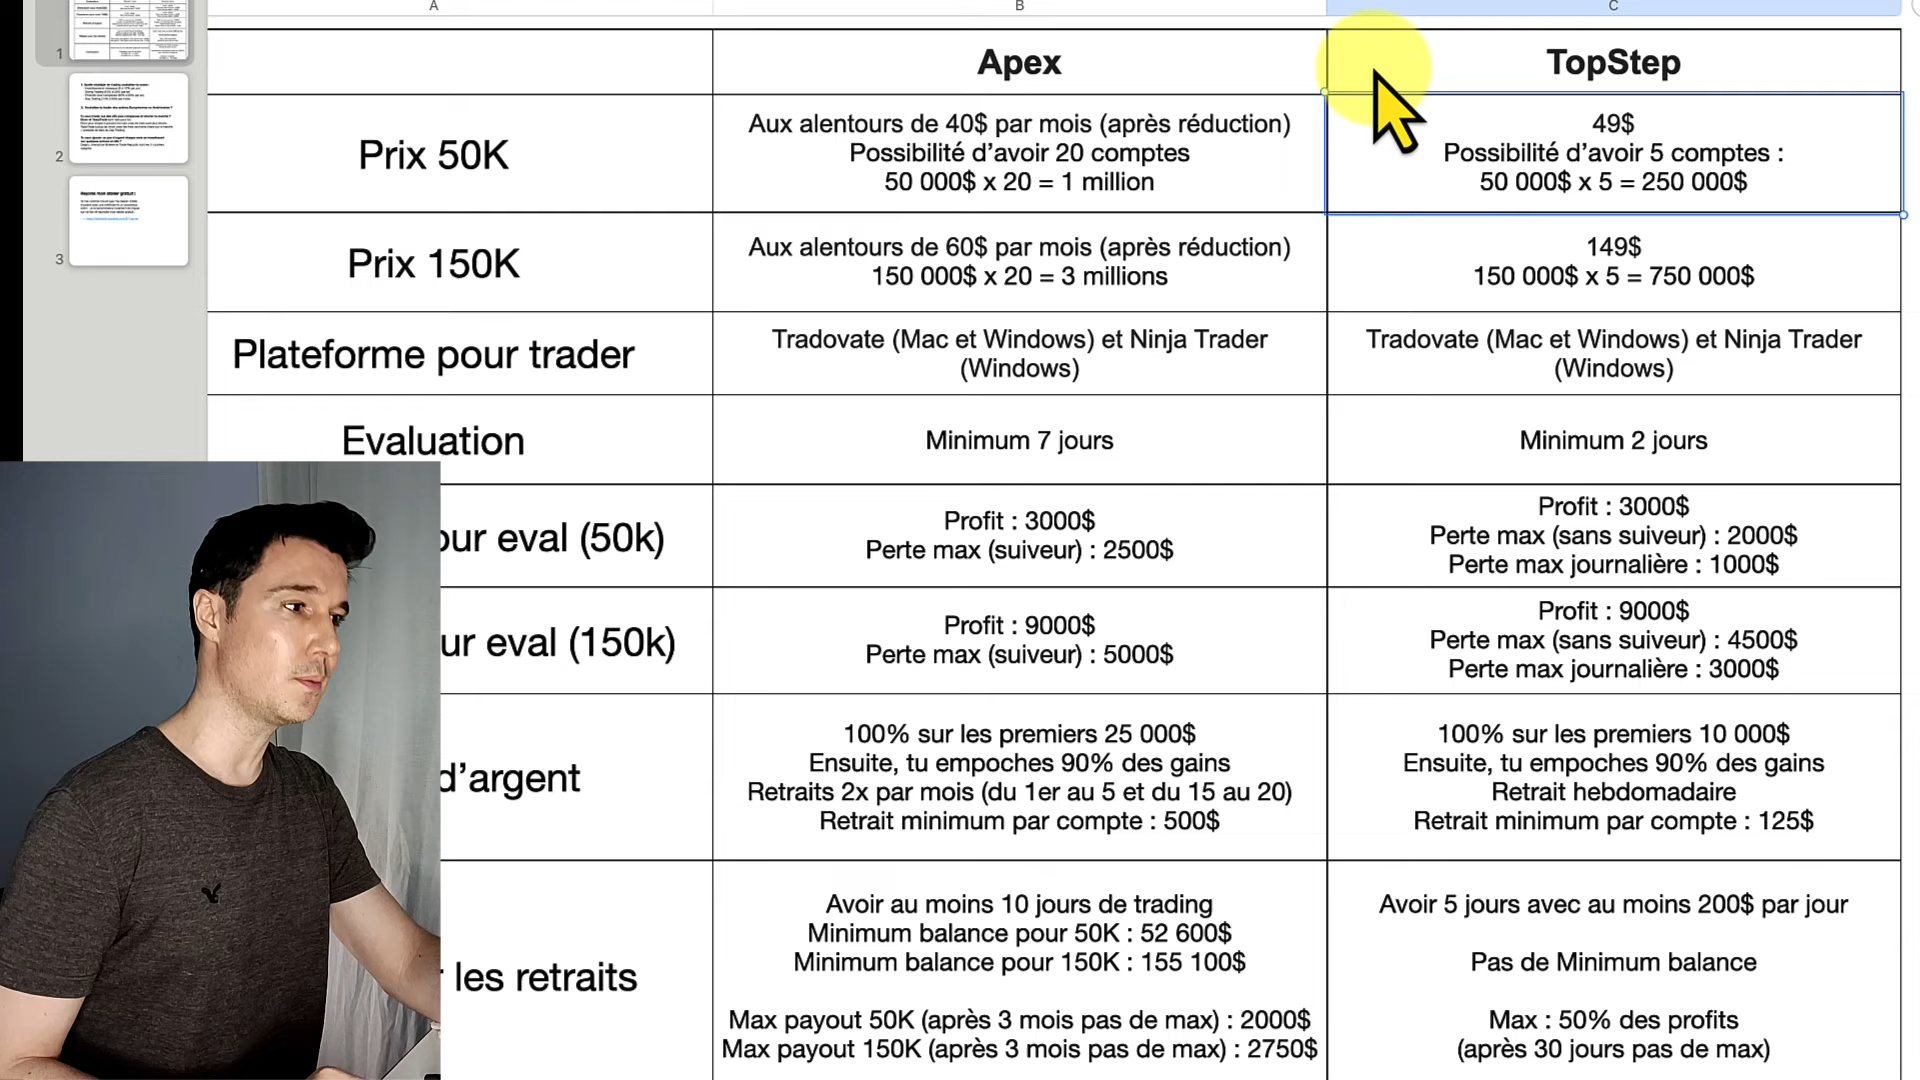 A
B
C
Apex
TopStep
Prix 50K
Aux alentours de 40$ par mois (après réduction)
Possibilité d'avoir 20 comptes
50 000$ x 20 = 1 million
49$
Possibilité d'avoir 5 comptes :
50 000$ x 5 = 250 000$
Prix 150K
Aux alentours de 60$ par mois (après réduction)
150 000$ x 20 = 3 millions
149$
150 000$ x 5 = 750 000$
Plateforme pour trader
Tradovate (Mac et Windows) et Ninja Trader
(Windows)
Tradovate (Mac et Windows) et Ninja Trader
(Windows)
Evaluation
Minimum 7 jours
Minimum 2 jours
our eval (50k)
Profit : 3000$
Perte max (suiveur) : 2500$
Profit : 3000$
Perte max (sans suiveur) : 2000$
Perte max journalière : 1000$
ur eval (150k)
Profit : 9000$
Perte max (suiveur) : 5000$
Profit : 9000$
Perte max (sans suiveur) : 4500$
Perte max journalière : 3000$
d'argent
100% sur les premiers 25 000$
Ensuite, tu empoches 90% des gains
Retraits 2x par mois (du 1er au 5 et du 15 au 20)
Retrait minimum par compte : 500$
100% sur les premiers 10 000$
Ensuite, tu empoches 90% des gains
Retrait hebdomadaire
Retrait minimum par compte : 125$
les retraits
Avoir au moins 10 jours de trading
Minimum balance pour 50K : 52 600$
Minimum balance pour 150K : 155 100$
Max payout 50K (après 3 mois pas de max) : 2000$
Max payout 150K (après 3 mois pas de max) : 2750$
Avoir 5 jours avec au moins 200$ par jour
Pas de Minimum balance
Max : 50% des profits
(après 30 jours pas de max)
1
2
3